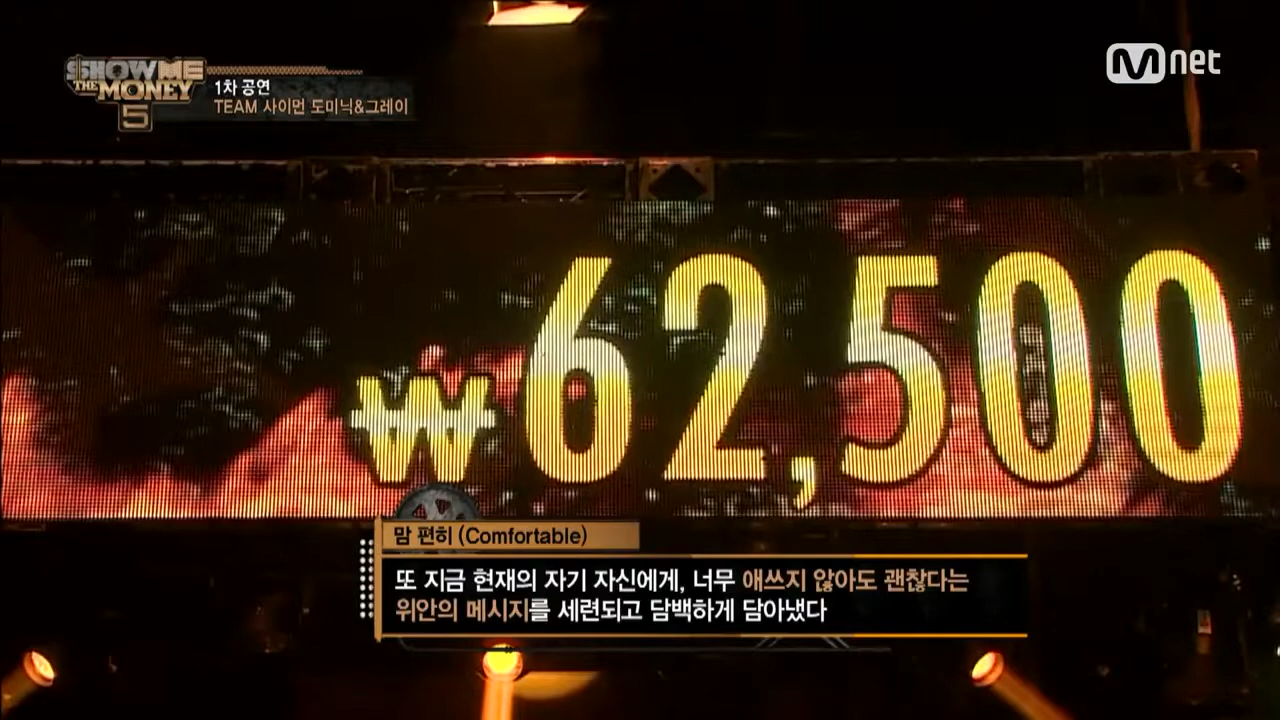 SHOW ME
THE MONEY
5
1차 공연
TEAM 사이먼 도미닉&그레이
Mnet
₩62,500
맘 편히 (Comfortable)
또 지금 현재의 자기 자신에게, 너무 애쓰지 않아도 괜찮다는
위안의 메시지를 세련되고 담백하게 담아냈다